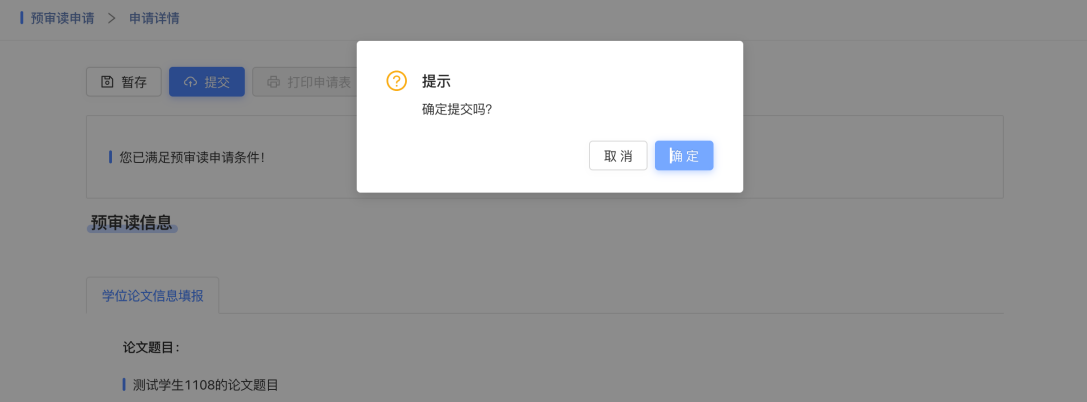 预审读申请 > 申请详情
暂存 提交 打印申请表
提示
确定提交吗?
取 消 确 定
您已满足预审读申请条件!
预审读信息
学位论文信息填报
论文题目:
测试学生1108的论文题目